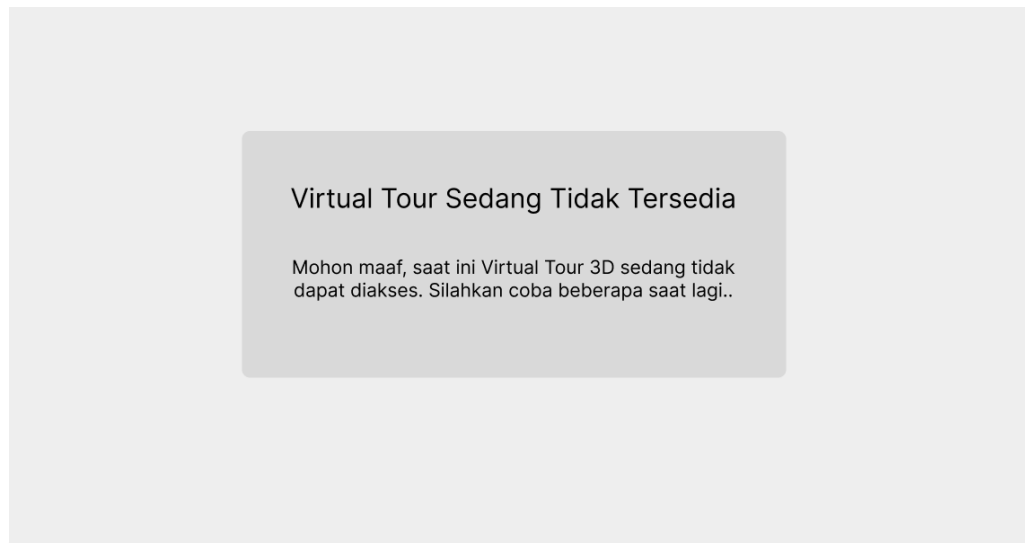 Virtual Tour Sedang Tidak Tersedia
Mohon maaf, saat ini Virtual Tour 3D sedang tidak
dapat diakses. Silahkan coba beberapa saat lagi..